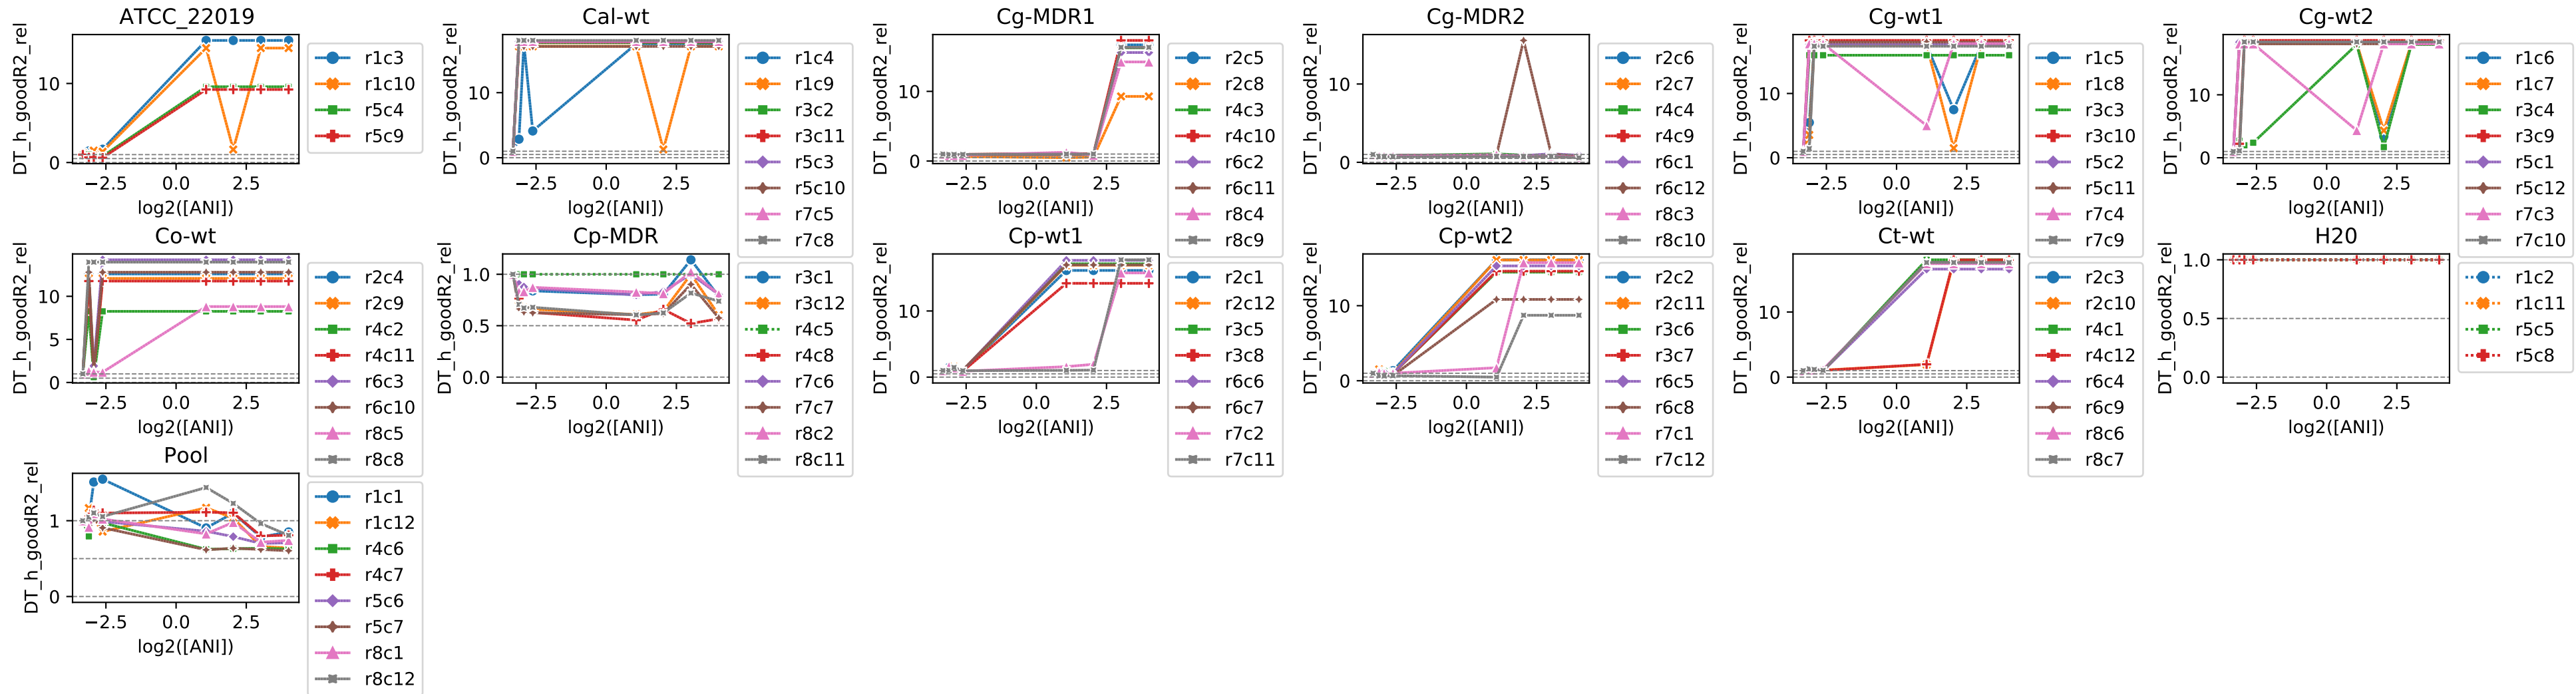 ATCC_22019
DT_h_goodR2_rel
10
0
−2.5 0.0 2.5
log2([ANI])
r1c3
r1c10
r5c4
r5c9
Cal-wt
DT_h_goodR2_rel
10
0
−2.5 0.0 2.5
log2([ANI])
r1c4
r1c9
r3c2
r3c11
r5c3
r5c10
r7c5
r7c8
Cg-MDR1
DT_h_goodR2_rel
10
0
−2.5 0.0 2.5
log2([ANI])
r2c5
r2c8
r4c3
r4c10
r6c2
r6c11
r8c4
r8c9
Cg-MDR2
DT_h_goodR2_rel
10
0
−2.5 0.0 2.5
log2([ANI])
r2c6
r2c7
r4c4
r4c9
r6c1
r6c12
r8c3
r8c10
Cg-wt1
DT_h_goodR2_rel
10
0
−2.5 0.0 2.5
log2([ANI])
r1c5
r1c8
r3c3
r3c10
r5c2
r5c11
r7c4
r7c9
Cg-wt2
DT_h_goodR2_rel
10
0
−2.5 0.0 2.5
log2([ANI])
r1c6
r1c7
r3c4
r3c9
r5c1
r5c12
r7c3
r7c10
Co-wt
DT_h_goodR2_rel
10
5
0
−2.5 0.0 2.5
log2([ANI])
r2c4
r2c9
r4c2
r4c11
r6c3
r6c10
r8c5
r8c8
Cp-MDR
DT_h_goodR2_rel
1.0
0.5
0.0
−2.5 0.0 2.5
log2([ANI])
r3c1
r3c12
r4c5
r4c8
r7c6
r7c7
r8c2
r8c11
Cp-wt1
DT_h_goodR2_rel
10
0
−2.5 0.0 2.5
log2([ANI])
r2c1
r2c12
r3c5
r3c8
r6c6
r6c7
r7c2
r7c11
Cp-wt2
DT_h_goodR2_rel
10
0
−2.5 0.0 2.5
log2([ANI])
r2c2
r2c11
r3c6
r3c7
r6c5
r6c8
r7c1
r7c12
Ct-wt
DT_h_goodR2_rel
10
0
−2.5 0.0 2.5
log2([ANI])
r2c3
r2c10
r4c1
r4c12
r6c4
r6c9
r8c6
r8c7
H20
DT_h_goodR2_rel
1.0
0.5
0.0
−2.5 0.0 2.5
log2([ANI])
r1c2
r1c11
r5c5
r5c8
Pool
DT_h_goodR2_rel
1
0
−2.5 0.0 2.5
log2([ANI])
r1c1
r1c12
r4c6
r4c7
r5c6
r5c7
r8c1
r8c12